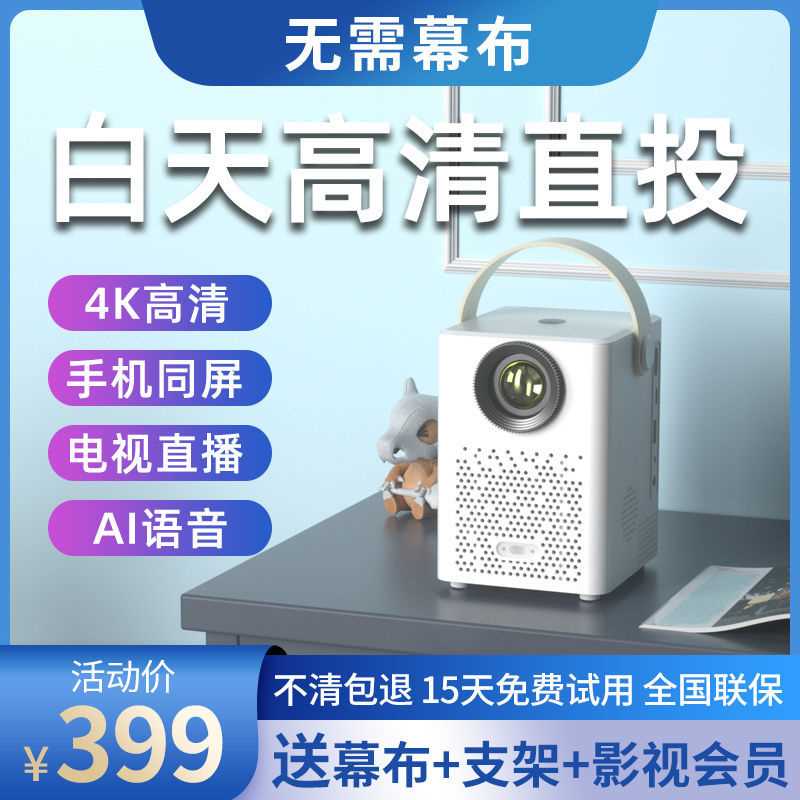 无需幕布
白天高清直投
4K高清
手机同屏
电视直播
AI语音
活动价
¥399
不清包退 15天免费试用 全国联保
送幕布+支架+影视会员